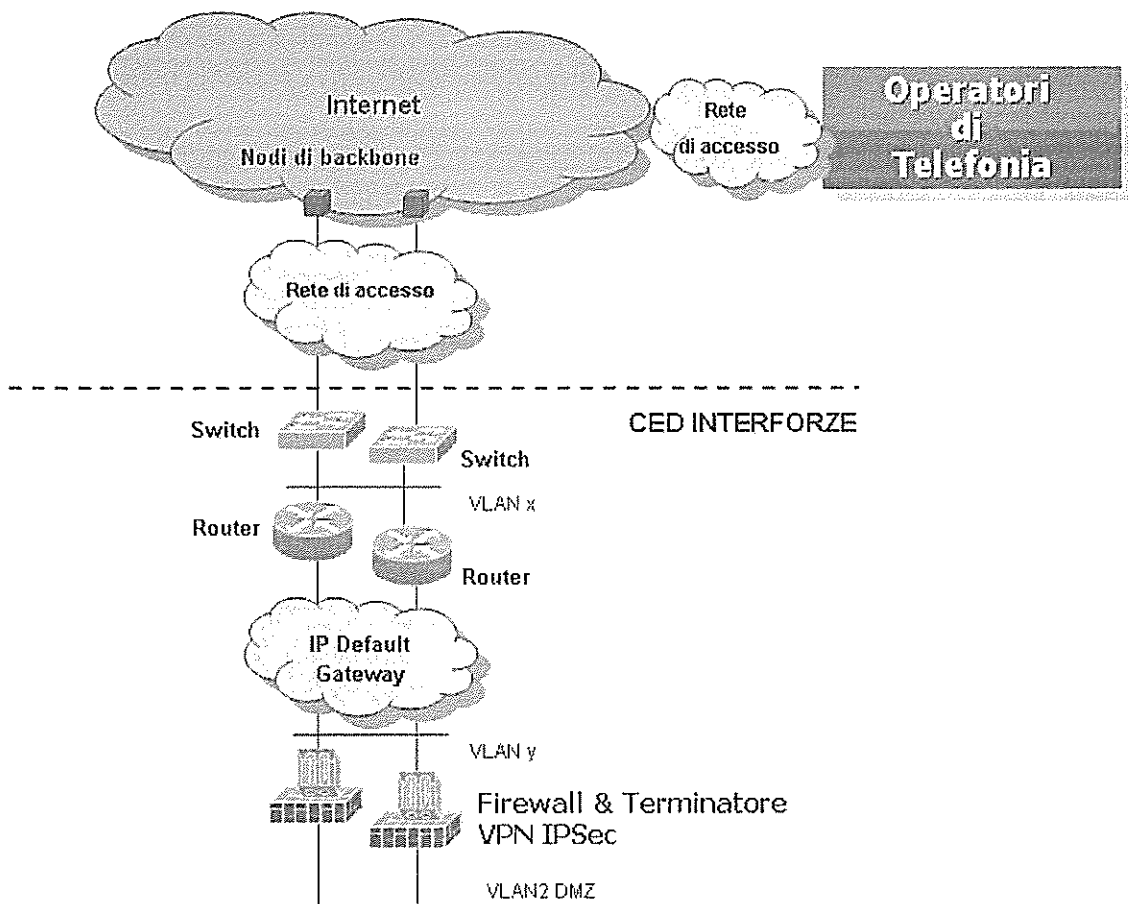 Internet
Nodi di backbone
Rete
di accesso
Operatori
di
Telefonia
Rete di accesso
CED INTERFORZE
Switch
Switch
VLAN x
Router
Router
IP Default
Gateway
VLAN y
Firewall & Terminatore
VPN IPSec
VLAN2 DMZ